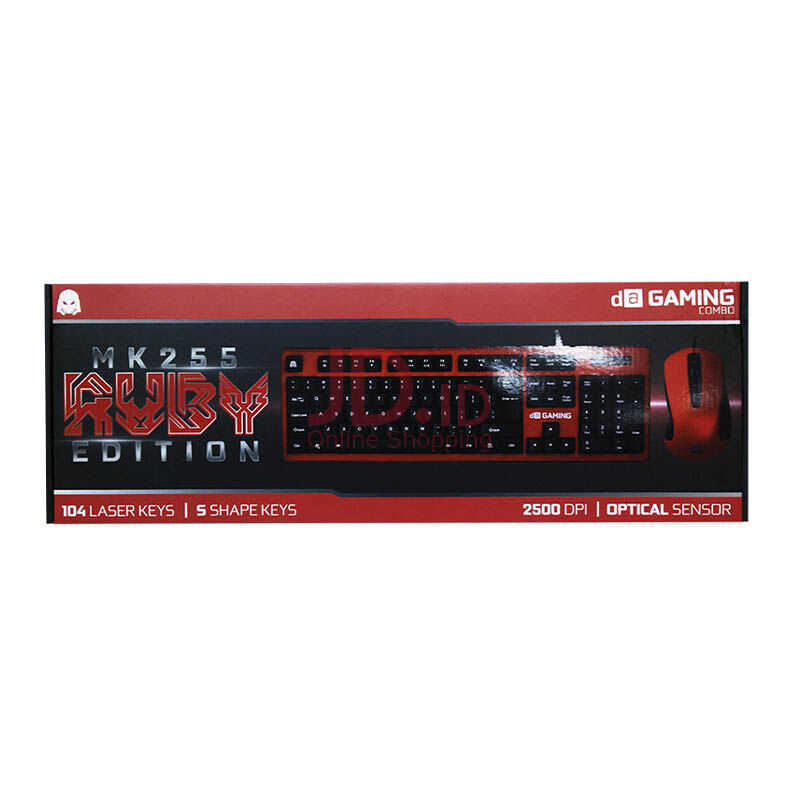 da GAMING
COMBO
MK255
RUBY
EDITION
JD.ID
Online Shopping
da GAMING
104 LASER KEYS | S SHAPE KEYS
2500 DPI | OPTICAL SENSOR